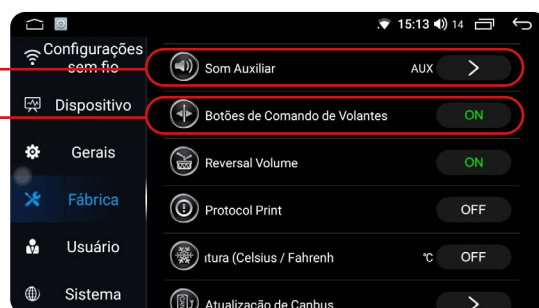 15:13 14
Configurações
sem fio
Dispositivo
Gerais
Fábrica
Usuário
Sistema
Som Auxiliar AUX
Botões de Comando de Volantes ON
Reversal Volume ON
Protocol Print OFF
tura (Celsius / Fahrenh °C OFF
Atualização de Canbus